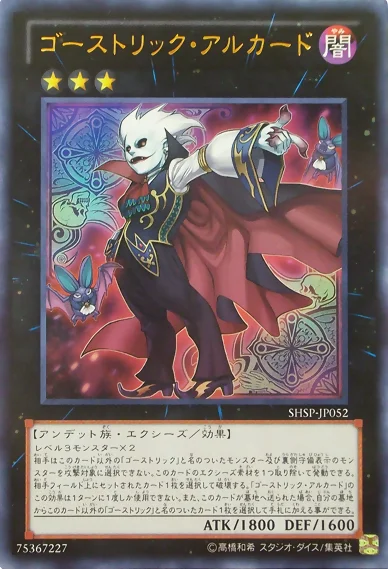 ゴーストリック・アルカード
闇
SHSP-JP052
【アンデット族・エクシーズ/効果】
レベル3モンスター×2
相手はこのカード以外の「ゴーストリック」と名のついたモンスター及び裏側守備表示のモンス
ターを攻撃対象に選択できない。このカードのエクシーズ素材を1つ取り除いて発動できる。
相手フィールド上にセットされたカード1枚を選択して破壊する。「ゴーストリック・アルカード」の
この効果は1ターンに1度しか使用できない。また、このカードが墓地へ送られた場合、自分の墓地
からこのカード以外の「ゴーストリック」と名のついたカード1枚を選択して手札に加える事ができる。
ATK/1800 DEF/1600
75367227
©高橋和希 スタジオ・ダイス/集英社